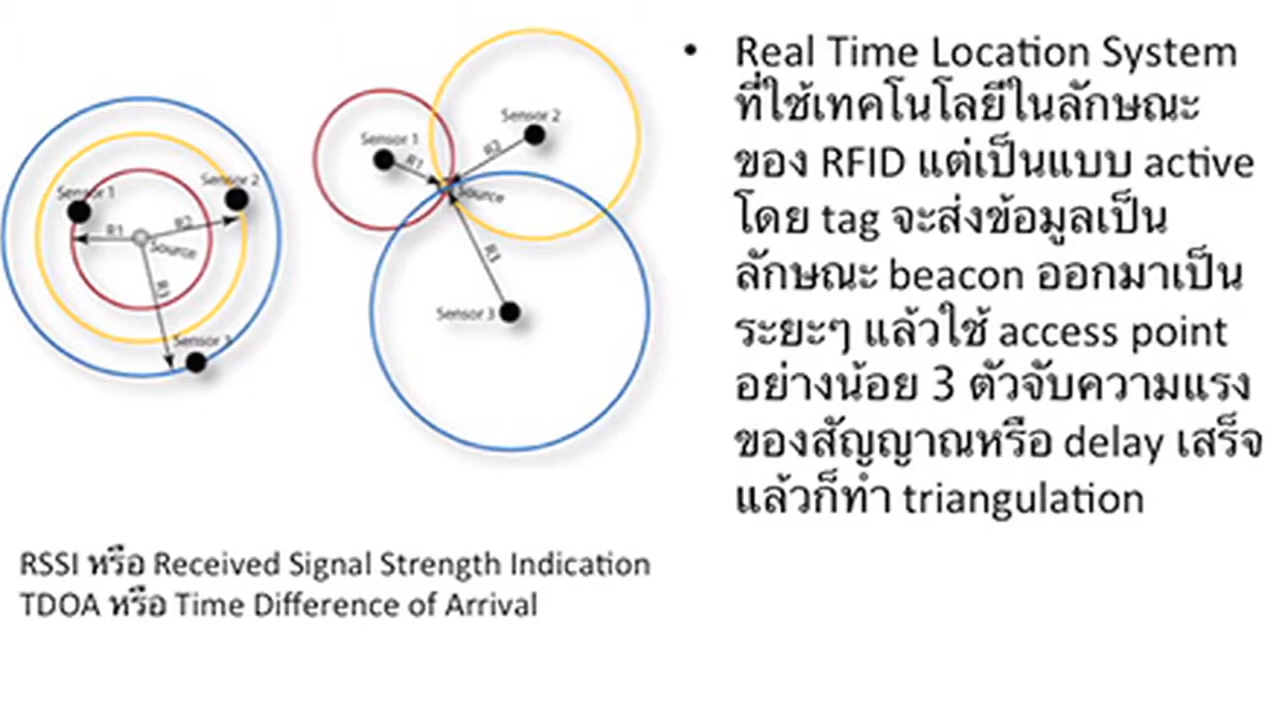 Sensor 1
Sensor 2
R1
R2
Source
R3
Sensor 3
Sensor 1
Sensor 2
R1
R2
Source
R3
Sensor 3
• Real Time Location System
ที่ใช้เทคโนโลยีในลักษณะ
ของ RFID แต่เป็นแบบ active
โดย tag จะส่งข้อมูลเป็น
ลักษณะ beacon ออกมาเป็น
ระยะๆ แล้วใช้ access point
อย่างน้อย 3 ตัวจับความแรง
ของสัญญาณหรือ delay เสร็จ
แล้วก็ทำ triangulation
RSSI หรือ Received Signal Strength Indication
TDOA หรือ Time Difference of Arrival